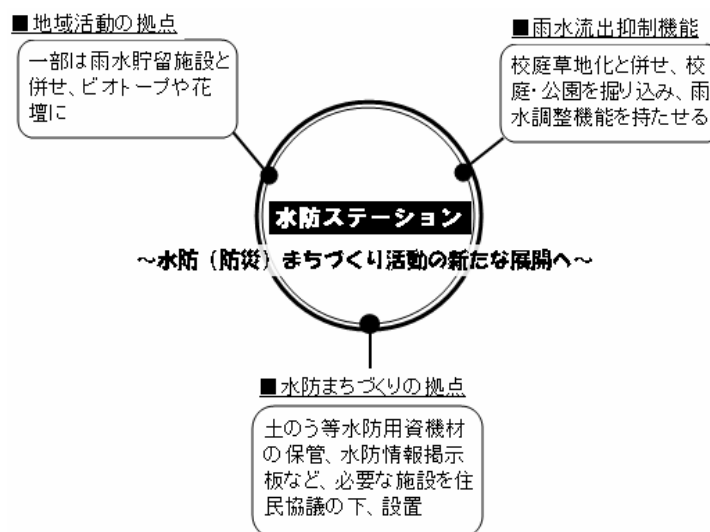 ■地域活動の拠点
一部は雨水貯留施設と
併せ、ビオトープや花
壇に
■雨水流出抑制機能
校庭草地化と併せ、校
庭・公園を掘り込み、雨
水調整機能を持たせる
水防ステーション
～水防（防災）まちづくり活動の新たな展開へ～
■水防まちづくりの拠点
土のう等水防用資機材
の保管、水防情報掲示
板など、必要な施設を住
民協議の下、設置